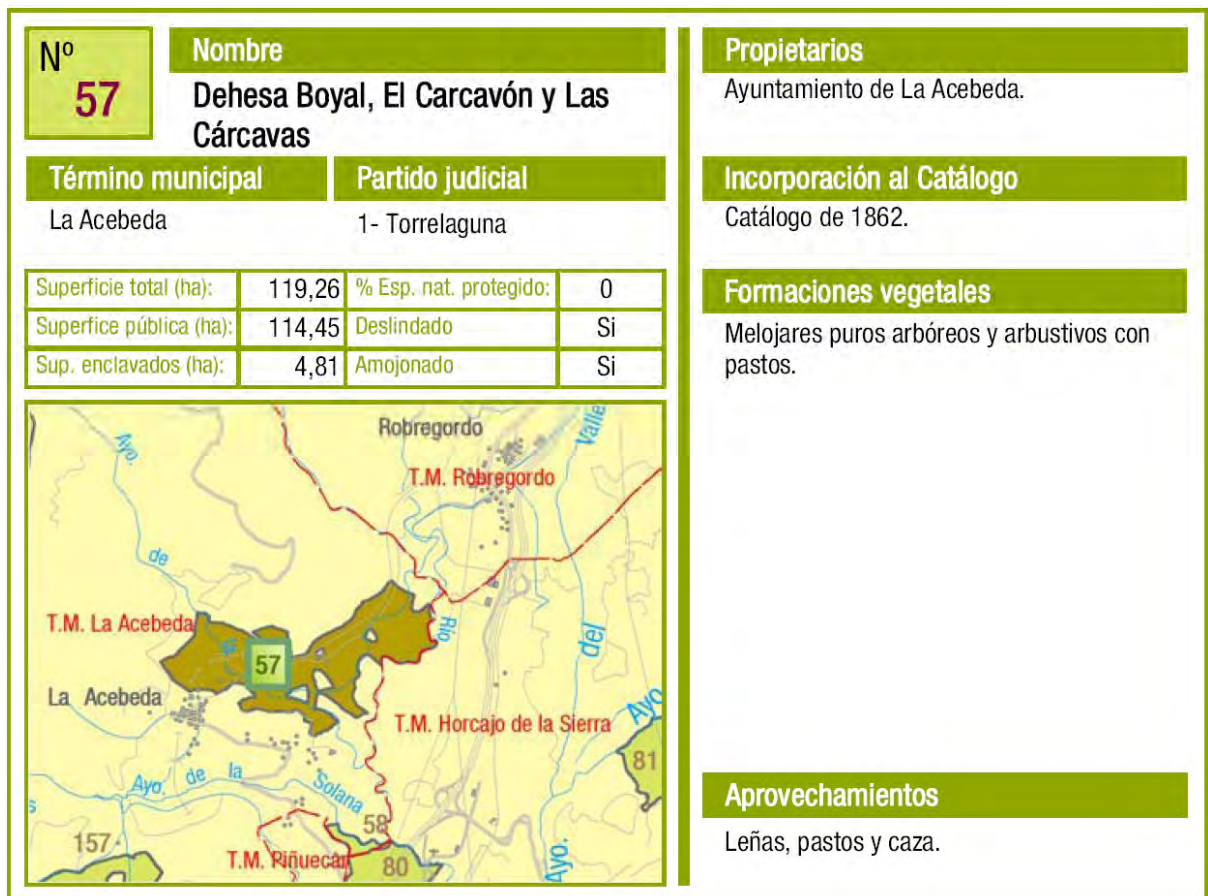 Nº
57
Nombre
Dehesa Boyal, El Carcavón y Las
Cárcavas
Término municipal
Partido judicial
La Acebeda
1- Torrelaguna
Superficie total (ha): 119,26 % Esp. nat. protegido: 0
Superfice pública (ha): 114,45 Deslindado Si
Sup. enclavados (ha): 4,81 Amojonado Si
Robregordo
Valle
Ayo.
T.M. Robregordo
de
T.M. La Acebeda
la
Río
del
57
La Acebeda
T.M. Horcajo de la Sierra
Ayo
81
Ayo. de la Solana
58
157
T.M. Piñuecar
80
Ayo.
Propietarios
Ayuntamiento de La Acebeda.
Incorporación al Catálogo
Catálogo de 1862.
Formaciones vegetales
Melojares puros arbóreos y arbustivos con
pastos.
Aprovechamientos
Leñas, pastos y caza.